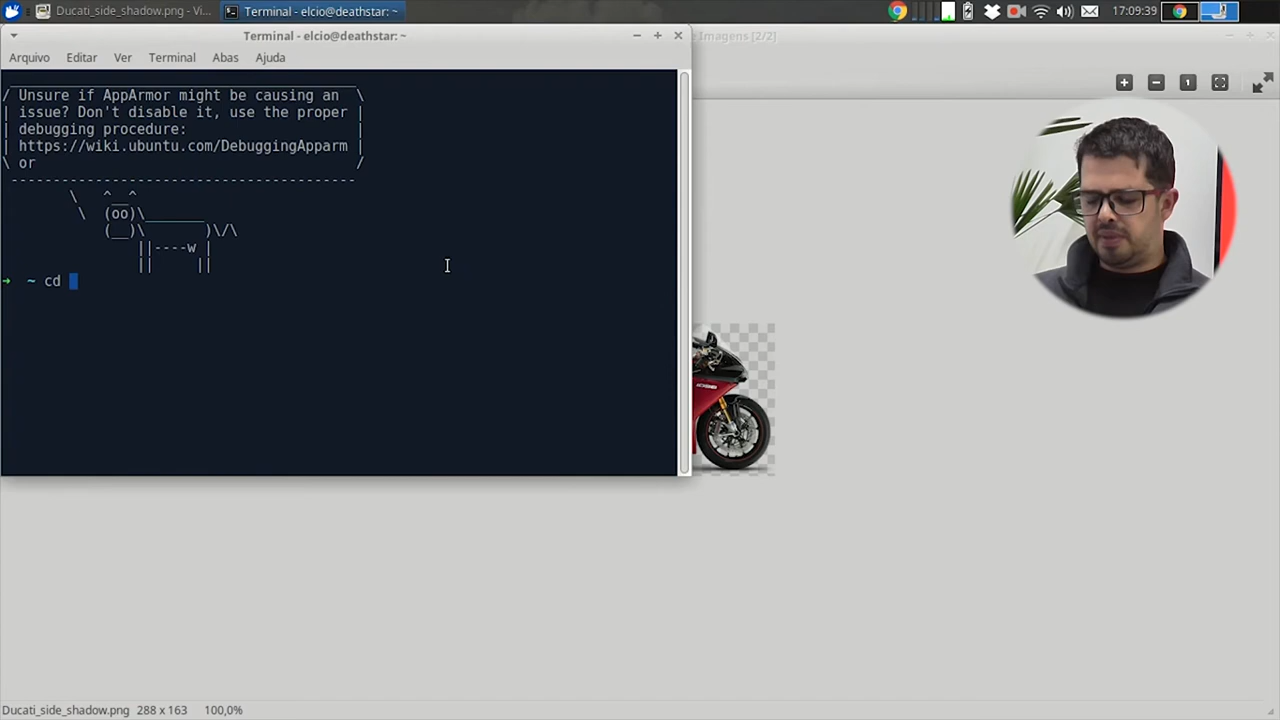 Ducati_side_shadow.png - Vi...
Terminal - elcio@deathstar: ~
17:09:39
Terminal - elcio@deathstar: ~
e Imagens [2/2]
Arquivo Editar Ver Terminal Abas Ajuda
/ Unsure if AppArmor might be causing an \
| issue? Don't disable it, use the proper |
| debugging procedure: |
| https://wiki.ubuntu.com/DebuggingApparm |
\ or /
----------------------------------------
\ ^__^
\ (oo)\_______
(__)\ )\/\
||----w |
|| ||
➜ ~ cd
Ducati_side_shadow.png 288 x 163 100,0%